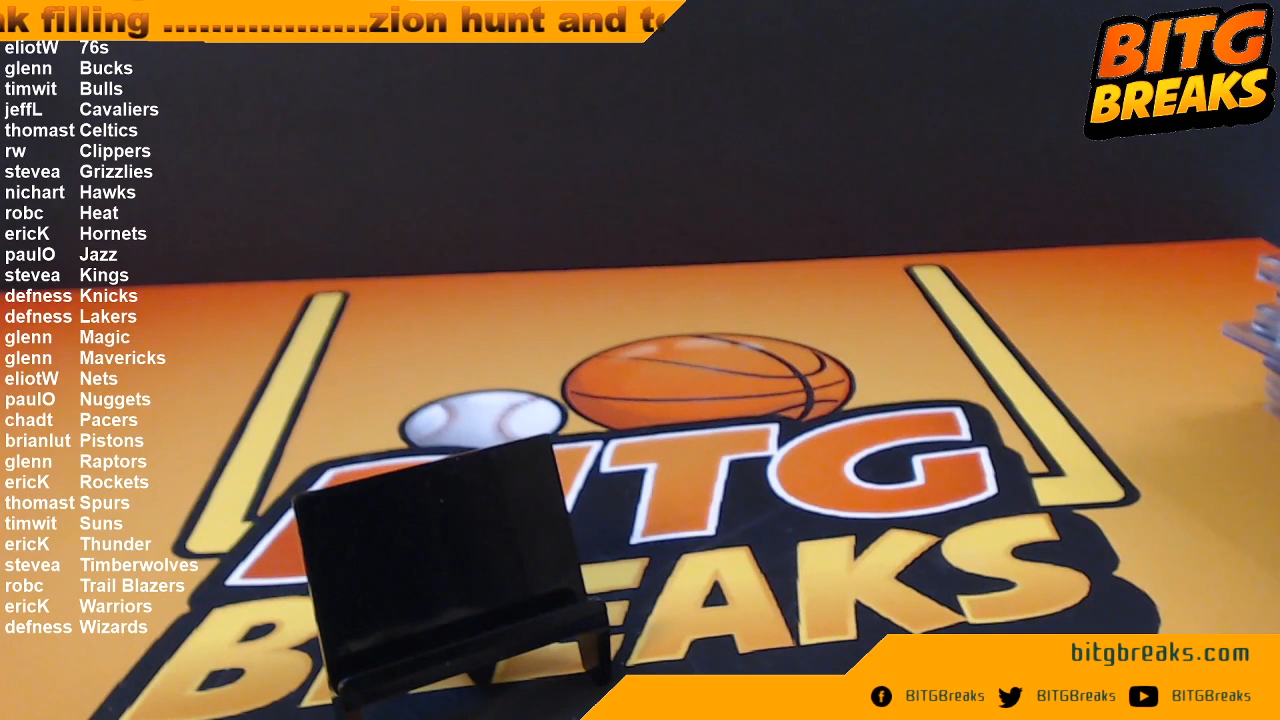 nk filling ................zion hunt and te
BITG
BREAKS
eliotW 76s
glenn Bucks
timwit Bulls
jeffL Cavaliers
thomast Celtics
rw Clippers
stevea Grizzlies
nichart Hawks
robc Heat
ericK Hornets
paulO Jazz
stevea Kings
defness Knicks
defness Lakers
glenn Magic
glenn Mavericks
eliotW Nets
paulO Nuggets
chadt Pacers
brianlut Pistons
glenn Raptors
ericK Rockets
thomast Spurs
timwit Suns
ericK Thunder
stevea Timberwolves
robc Trail Blazers
ericK Warriors
defness Wizards
BITG
BREAKS
bitgbreaks.com
BITGBreaks BITGBreaks BITGBreaks